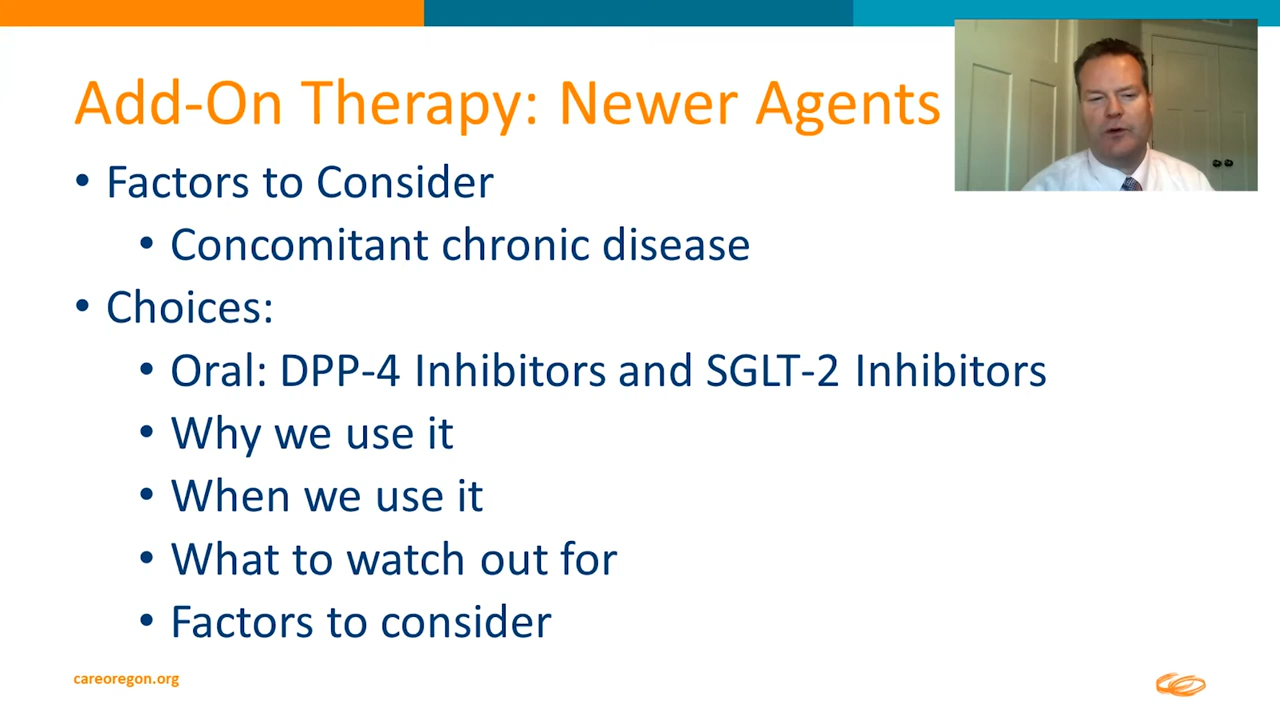 Add-On Therapy: Newer Agents
• Factors to Consider
• Concomitant chronic disease
• Choices:
• Oral: DPP-4 Inhibitors and SGLT-2 Inhibitors
• Why we use it
• When we use it
• What to watch out for
• Factors to consider
careoregon.org